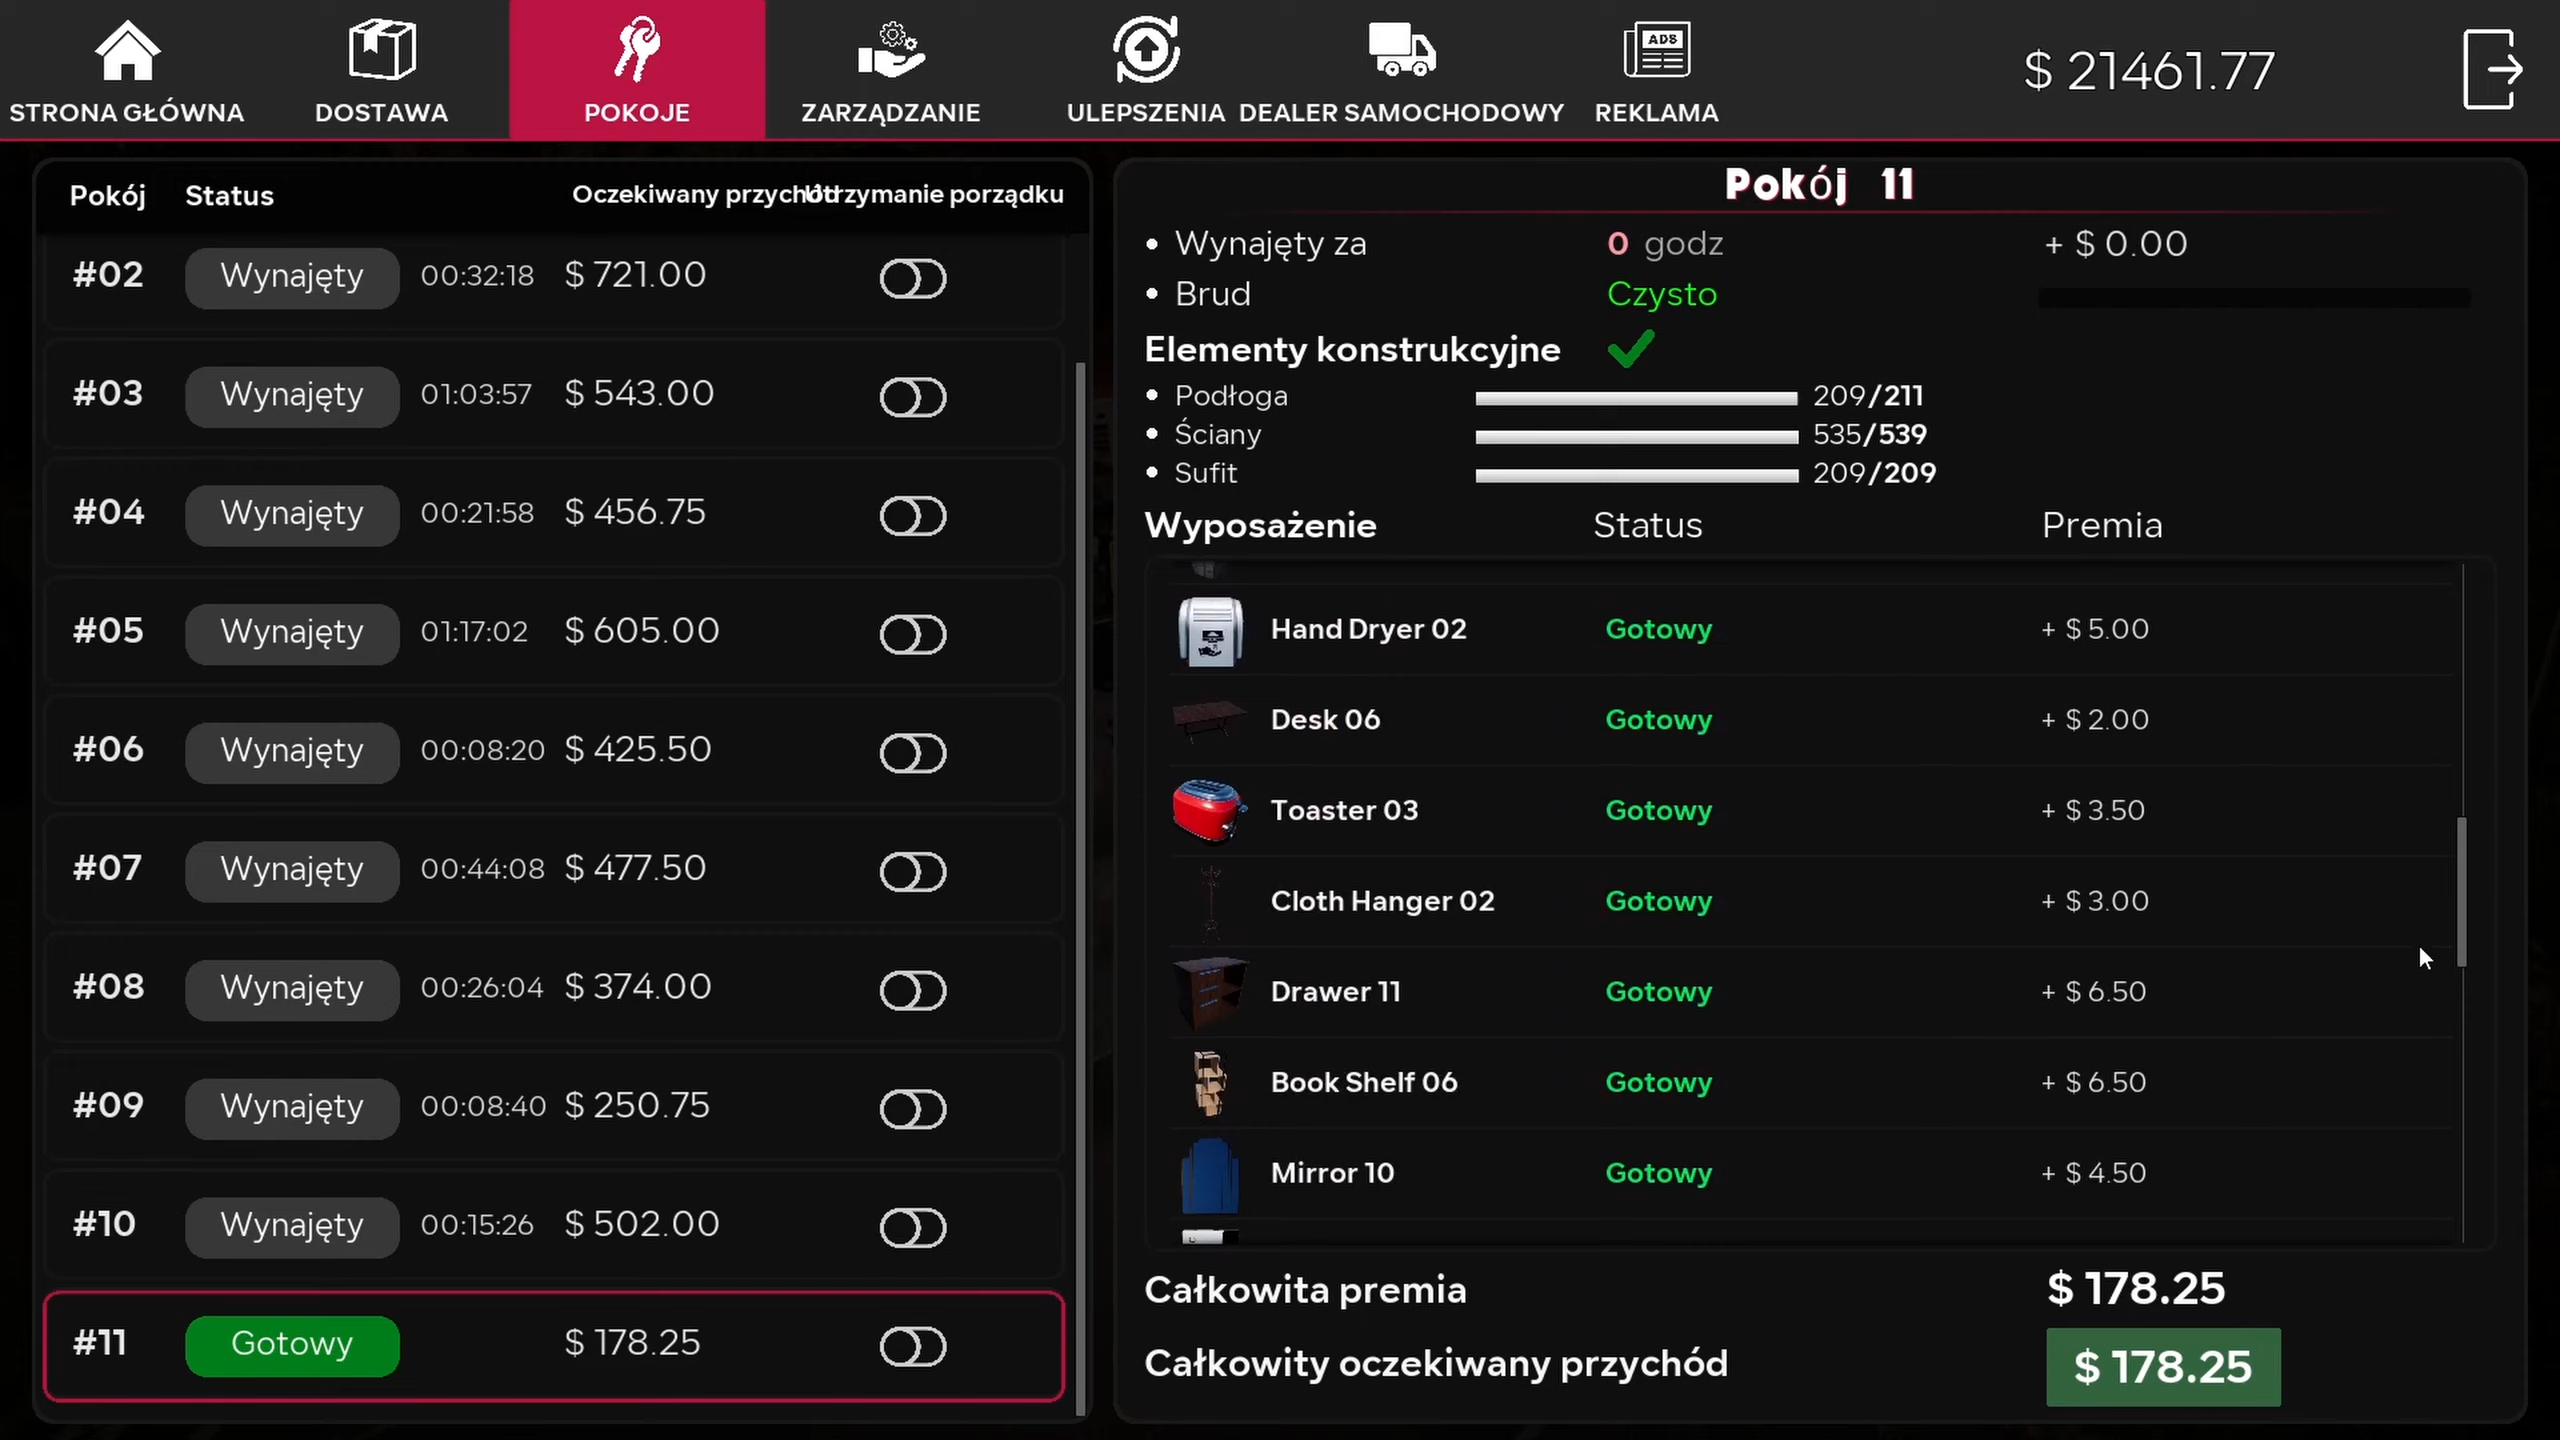 STRONA GŁÓWNA DOSTAWA POKOJE ZARZĄDZANIE ULEPSZENIA DEALER SAMOCHODOWY ADS REKLAMA $ 21461.77
Pokój Status Oczekiwany przychód Utrzymanie porządku
#02 Wynajęty 00:32:18 $ 721.00
#03 Wynajęty 01:03:57 $ 543.00
#04 Wynajęty 00:21:58 $ 456.75
#05 Wynajęty 01:17:02 $ 605.00
#06 Wynajęty 00:08:20 $ 425.50
#07 Wynajęty 00:44:08 $ 477.50
#08 Wynajęty 00:26:04 $ 374.00
#09 Wynajęty 00:08:40 $ 250.75
#10 Wynajęty 00:15:26 $ 502.00
#11 Gotowy $ 178.25
Pokój 11
• Wynajęty za 0 godz + $ 0.00
• Brud Czysto
Elementy konstrukcyjne
• Podłoga 209/211
• Ściany 535/539
• Sufit 209/209
Wyposażenie Status Premia
Hand Dryer 02 Gotowy + $ 5.00
Desk 06 Gotowy + $ 2.00
Toaster 03 Gotowy + $ 3.50
Cloth Hanger 02 Gotowy + $ 3.00
Drawer 11 Gotowy + $ 6.50
Book Shelf 06 Gotowy + $ 6.50
Mirror 10 Gotowy + $ 4.50
Całkowita premia $ 178.25
Całkowity oczekiwany przychód $ 178.25